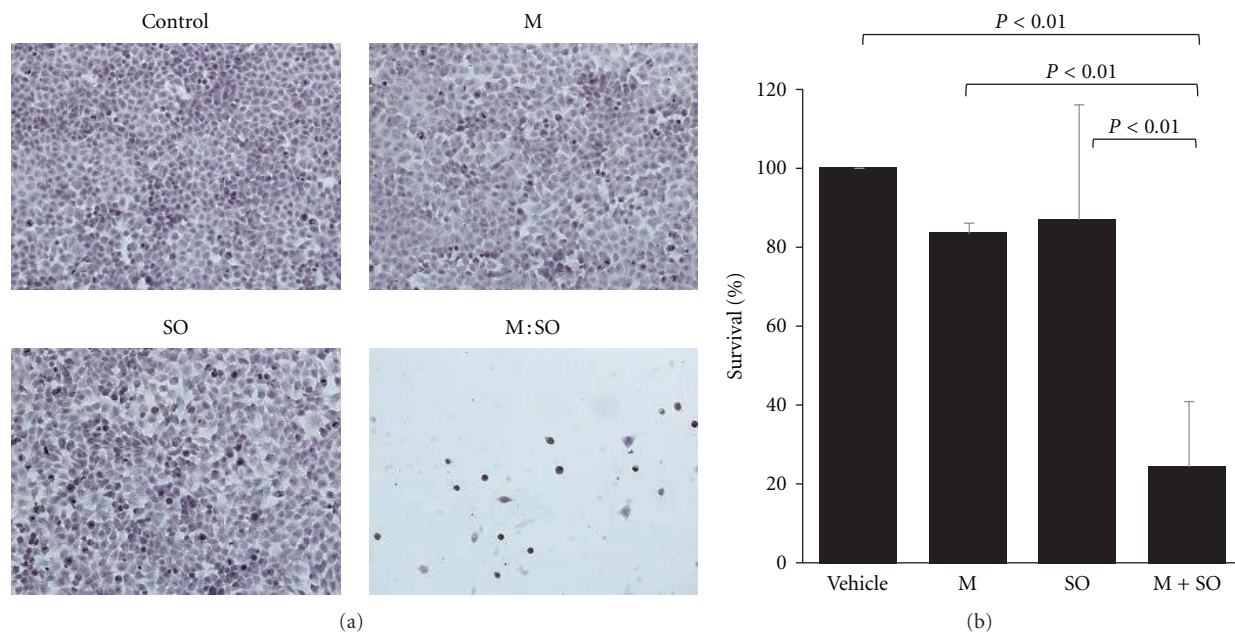 Control
M
SO
M:SO
(a)
P < 0.01
P < 0.01
P < 0.01
120
100
80
60
40
20
0
Survival (%)
Vehicle
M
SO
M + SO
(b)